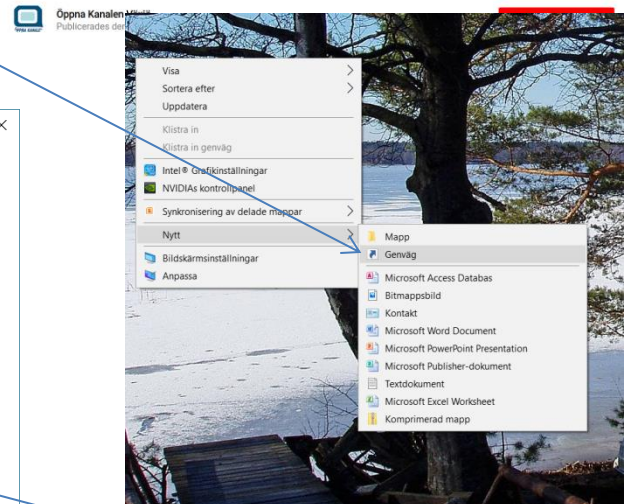 Öppna Kanalen
Publicerades den
Visa
Sortera efter
Uppdatera
Klistra in
Klistra in genväg
Intel® Grafikinställningar
NVIDIAs kontrollpanel
Synkronisering av delade mappar
Nytt
Bildskärmsinställningar
Anpassa
Mapp
Genväg
Microsoft Access Databas
Bitmappsbild
Kontakt
Microsoft Word Document
Microsoft PowerPoint Presentation
Microsoft Publisher-dokument
Textdokument
Microsoft Excel Worksheet
Komprimerad mapp